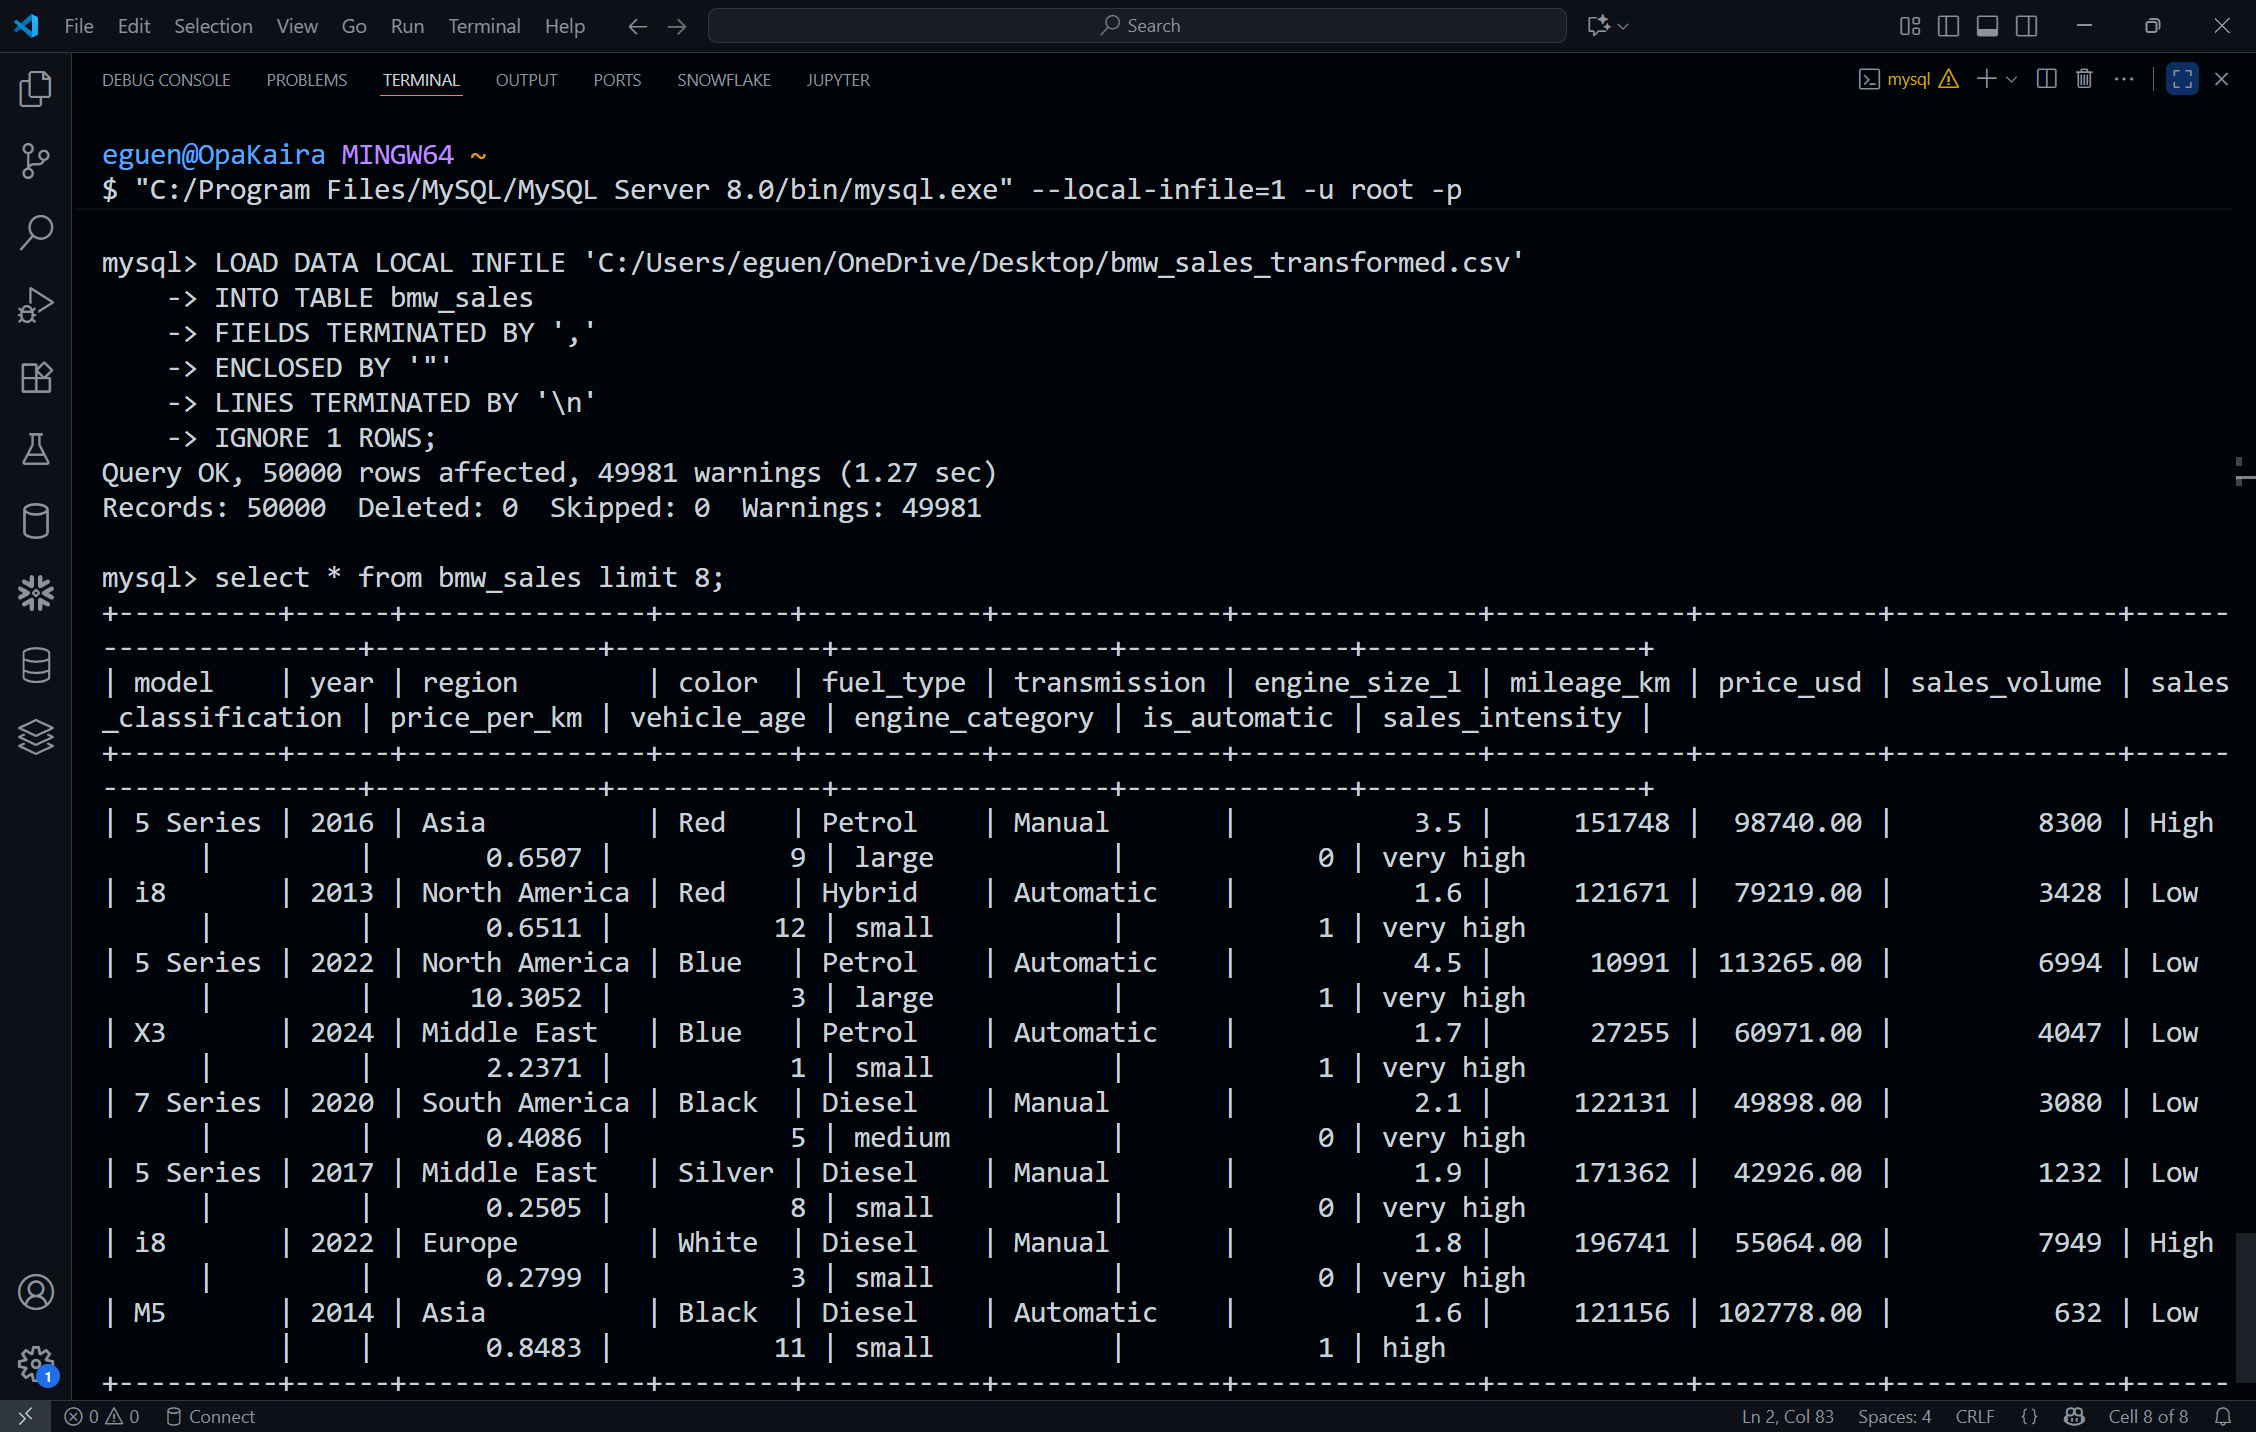 File Edit Selection View Go Run Terminal Help Search
DEBUG CONSOLE PROBLEMS TERMINAL OUTPUT PORTS SNOWFLAKE JUPYTER mysql
eguen@OpaKaira MINGW64 ~
$ "C:/Program Files/MySQL/MySQL Server 8.0/bin/mysql.exe" --local-infile=1 -u root -p
mysql> LOAD DATA LOCAL INFILE 'C:/Users/eguen/OneDrive/Desktop/bmw_sales_transformed.csv'
    -> INTO TABLE bmw_sales
    -> FIELDS TERMINATED BY ','
    -> ENCLOSED BY '"'
    -> LINES TERMINATED BY '\n'
    -> IGNORE 1 ROWS;
Query OK, 50000 rows affected, 49981 warnings (1.27 sec)
Records: 50000  Deleted: 0  Skipped: 0  Warnings: 49981
mysql> select * from bmw_sales limit 8;
+----------+------+---------------+--------+-----------+--------------+---------------+------------+-----------+--------------+------
----------------+--------------+-------------+-----------------+--------------+-----------------+
| model    | year | region        | color  | fuel_type | transmission | engine_size_l | mileage_km | price_usd | sales_volume | sales
_classification | price_per_km | vehicle_age | engine_category | is_automatic | sales_intensity |
+----------+------+---------------+--------+-----------+--------------+---------------+------------+-----------+--------------+------
----------------+--------------+-------------+-----------------+--------------+-----------------+
| 5 Series | 2016 | Asia          | Red    | Petrol    | Manual       |           3.5 |     151748 |  98740.00 |         8300 | High
      |         |       0.6507 |           9 | large           |            0 | very high
| i8       | 2013 | North America | Red    | Hybrid    | Automatic    |           1.6 |     121671 |  79219.00 |         3428 | Low
      |         |       0.6511 |          12 | small           |            1 | very high
| 5 Series | 2022 | North America | Blue   | Petrol    | Automatic    |           4.5 |      10991 | 113265.00 |         6994 | Low
      |         |      10.3052 |           3 | large           |            1 | very high
| X3       | 2024 | Middle East   | Blue   | Petrol    | Automatic    |           1.7 |      27255 |  60971.00 |         4047 | Low
      |         |       2.2371 |           1 | small           |            1 | very high
| 7 Series | 2020 | South America | Black  | Diesel    | Manual       |           2.1 |     122131 |  49898.00 |         3080 | Low
      |         |       0.4086 |           5 | medium          |            0 | very high
| 5 Series | 2017 | Middle East   | Silver | Diesel    | Manual       |           1.9 |     171362 |  42926.00 |         1232 | Low
      |         |       0.2505 |           8 | small           |            0 | very high
| i8       | 2022 | Europe        | White  | Diesel    | Manual       |           1.8 |     196741 |  55064.00 |         7949 | High
      |         |       0.2799 |           3 | small           |            0 | very high
| M5       | 2014 | Asia          | Black  | Diesel    | Automatic    |           1.6 |     121156 | 102778.00 |          632 | Low
           |    |       0.8483 |          11 | small           |            1 | high
+----------+------+---------------+--------+-----------+--------------+---------------+------------+-----------+--------------+------
1
0 0 Connect Ln 2, Col 83 Spaces: 4 CRLF {} Cell 8 of 8